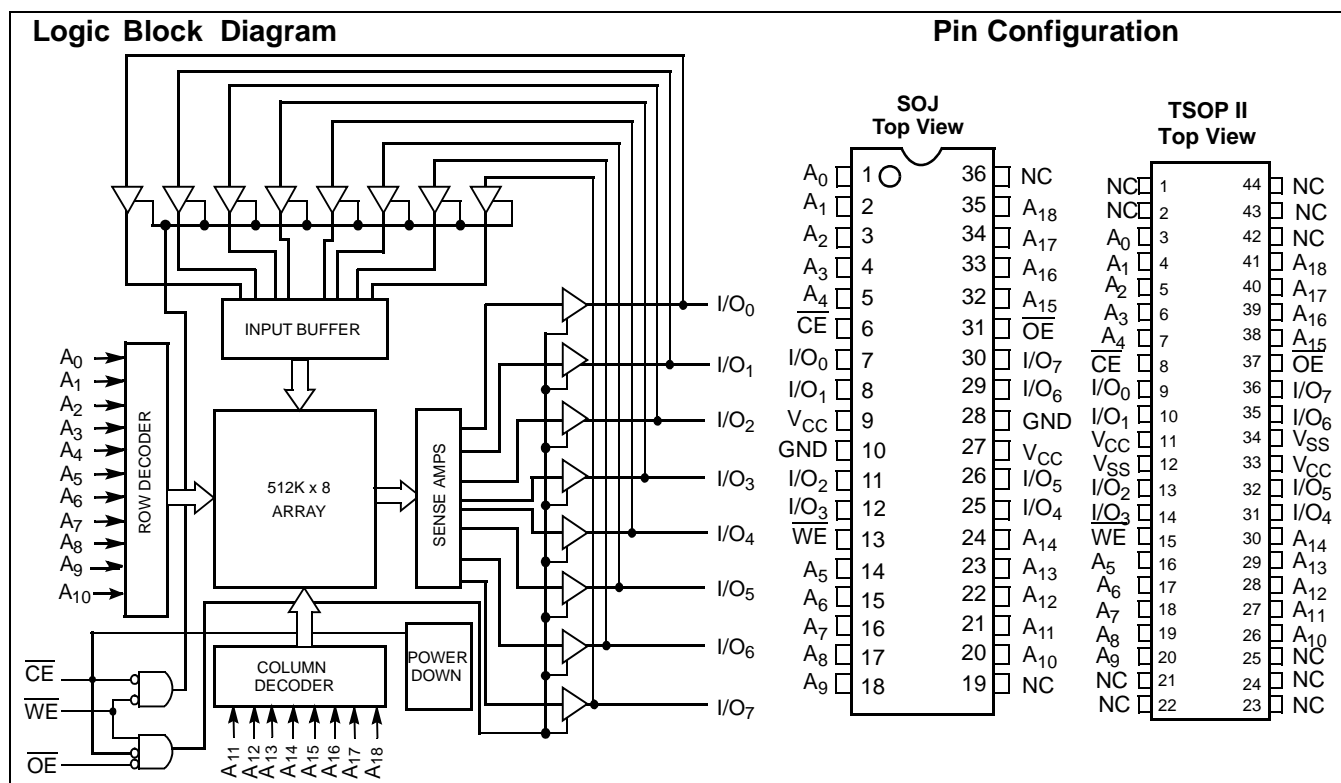 Logic Block Diagram
Pin Configuration
INPUT BUFFER
A0
A1
A2
A3
A4
A5
A6
A7
A8
A9
A10
ROW DECODER
512K x 8
ARRAY
SENSE AMPS
I/O0
I/O1
I/O2
I/O3
I/O4
I/O5
I/O6
I/O7
COLUMN
DECODER
POWER
DOWN
CE
WE
OE
A11
A12
A13
A14
A15
A16
A17
A18
SOJ
Top View
A0 1 36 NC
A1 2 35 A18
A2 3 34 A17
A3 4 33 A16
A4 5 32 A15
CE 6 31 OE
I/O0 7 30 I/O7
I/O1 8 29 I/O6
VCC 9 28 GND
GND 10 27 VCC
I/O2 11 26 I/O5
I/O3 12 25 I/O4
WE 13 24 A14
A5 14 23 A13
A6 15 22 A12
A7 16 21 A11
A8 17 20 A10
A9 18 19 NC
TSOP II
Top View
NC 1 44 NC
NC 2 43 NC
A0 3 42 NC
A1 4 41 A18
A2 5 40 A17
A3 6 39 A16
A4 7 38 A15
CE 8 37 OE
I/O0 9 36 I/O7
I/O1 10 35 I/O6
VCC 11 34 VSS
VSS 12 33 VCC
I/O2 13 32 I/O5
I/O3 14 31 I/O4
WE 15 30 A14
A5 16 29 A13
A6 17 28 A12
A7 18 27 A11
A8 19 26 A10
A9 20 25 NC
NC 21 24 NC
NC 22 23 NC